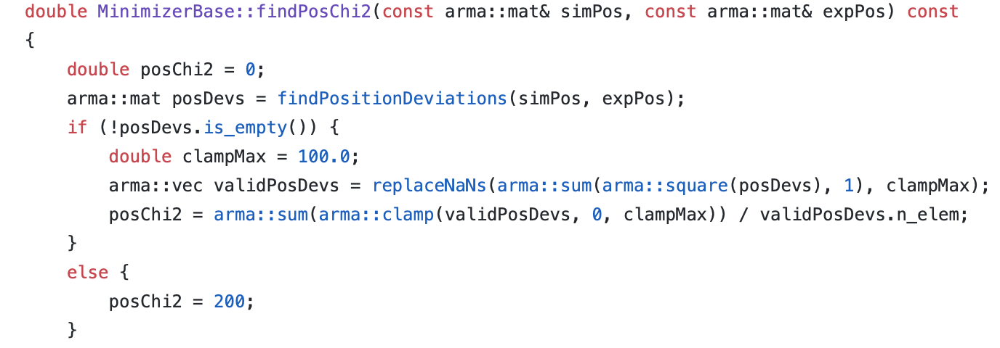 double MinimizerBase::findPosChi2(const arma::mat& simPos, const arma::mat& expPos) const
{
    double posChi2 = 0;
    arma::mat posDevs = findPositionDeviations(simPos, expPos);
    if (!posDevs.is_empty()) {
        double clampMax = 100.0;
        arma::vec validPosDevs = replaceNaNs(arma::sum(arma::square(posDevs), 1), clampMax);
        posChi2 = arma::sum(arma::clamp(validPosDevs, 0, clampMax)) / validPosDevs.n_elem;
    }
    else {
        posChi2 = 200;
    }